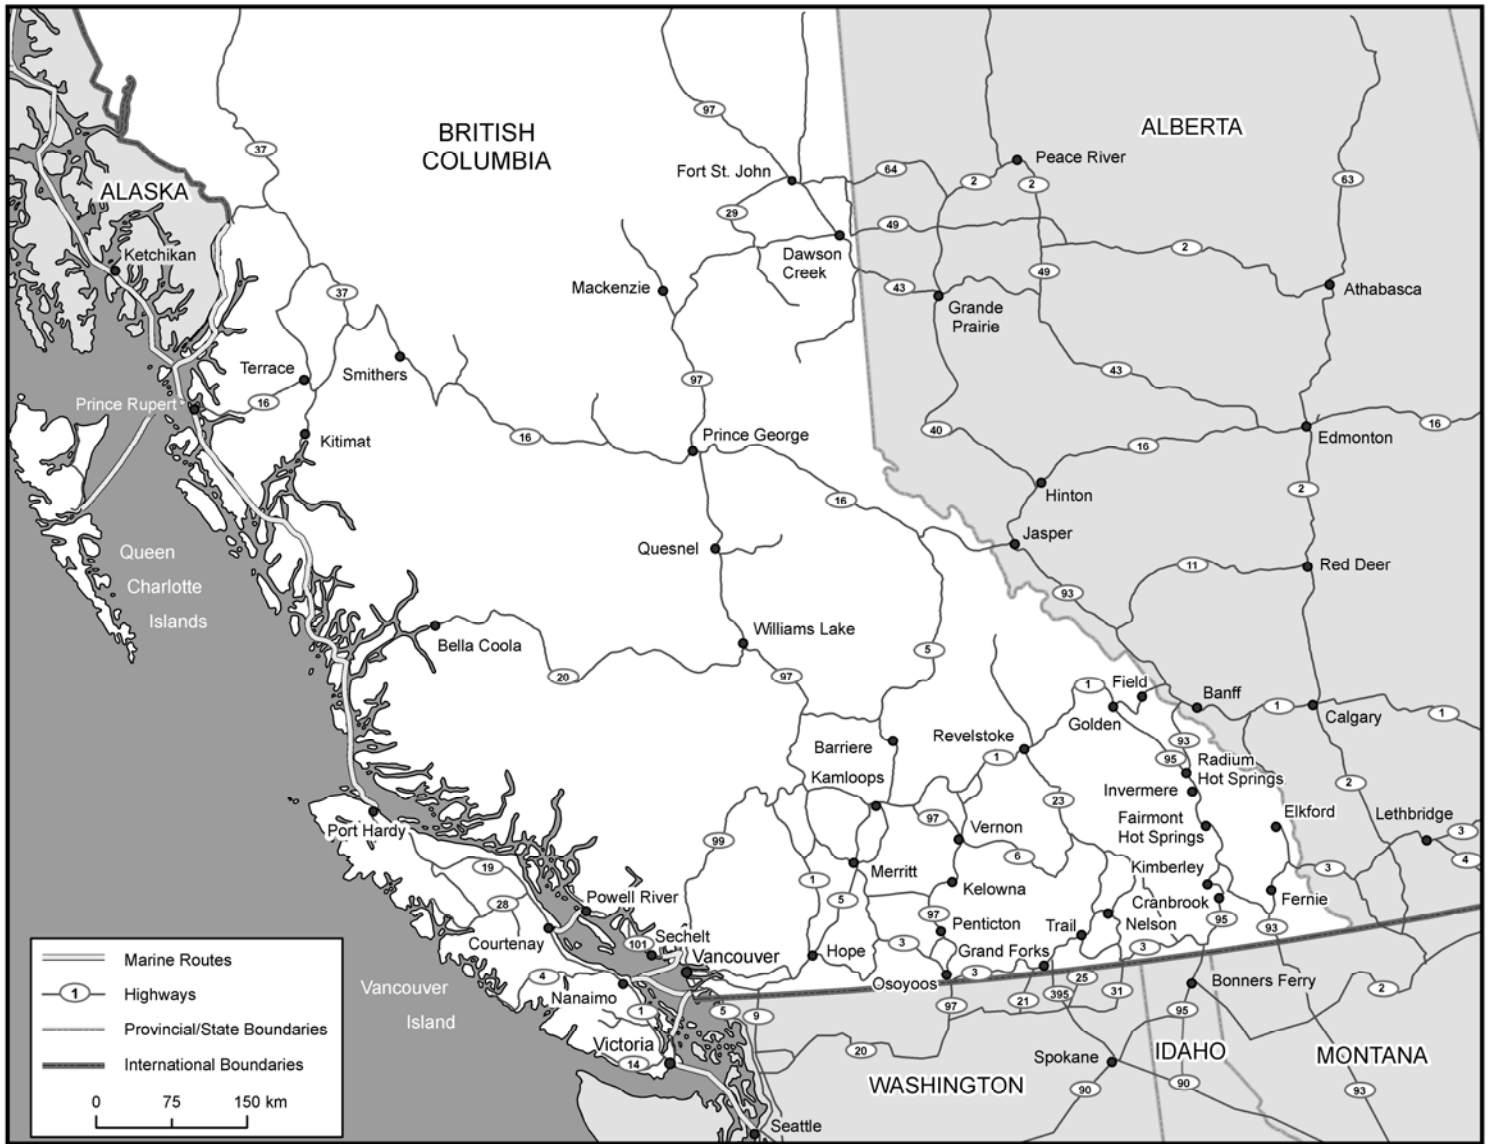 97
BRITISH
COLUMBIA
ALBERTA
37
Peace River
Fort St. John
64
2
2
63
ALASKA
29
49
2
Ketchikan
Dawson
Creek
49
Mackenzie
43
Athabasca
37
Grande
Prairie
Terrace
Smithers
97
43
Prince Rupert
16
Kitimat
16
Prince George
40
16
16
Edmonton
Hinton
2
16
Jasper
Queen
Charlotte
Islands
Quesnel
11
Red Deer
93
Williams Lake
Bella Coola
5
20
97
1
Field
Banff
1
1
Golden
Calgary
Barriere
Revelstoke
93
Kamloops
1
95
Radium
Hot Springs
Invermere
2
23
Elkford
Lethbridge
Port Hardy
97
Vernon
Fairmont
Hot Springs
3
99
6
4
19
Merritt
Kimberley
3
1
Kelowna
Cranbrook
Fernie
28
Powell River
5
97
Penticton
Trail
Nelson
95
93
Courtenay
101
Sechelt
3
Grand Forks
3
Vancouver
Hope
3
25
4
Osoyoos
Bonners Ferry
Vancouver
Island
Nanaimo
21
395
31
2
1
5
9
97
95
Victoria
14
20
Spokane
IDAHO
MONTANA
WASHINGTON
90
90
93
Seattle
Marine Routes
1
Highways
Provincial/State Boundaries
International Boundaries
0 75 150 km